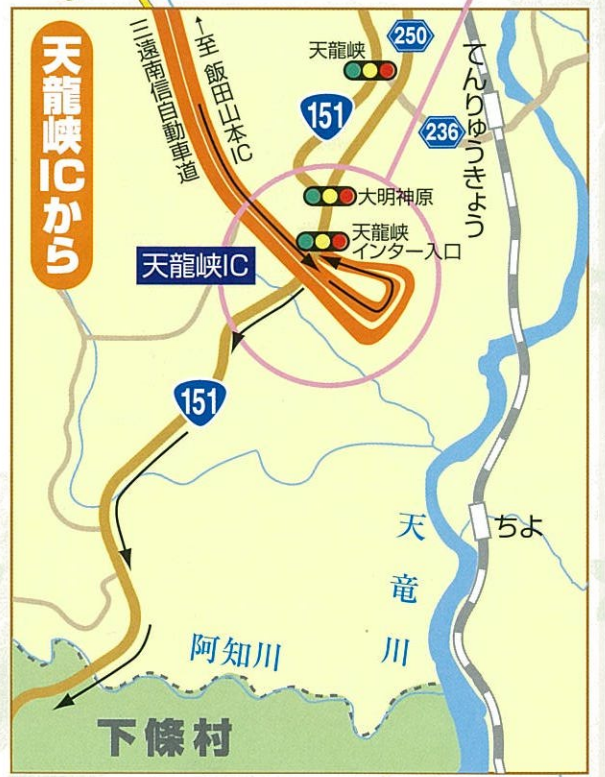 天龍峡ICから
←至 飯田山本IC
三遠南信自動車道
天龍峡
250
151
236
てんりゅうきょう
大明神原
天龍峡
インター入口
天龍峡IC
151
ちよ
天竜川
阿知川
下條村